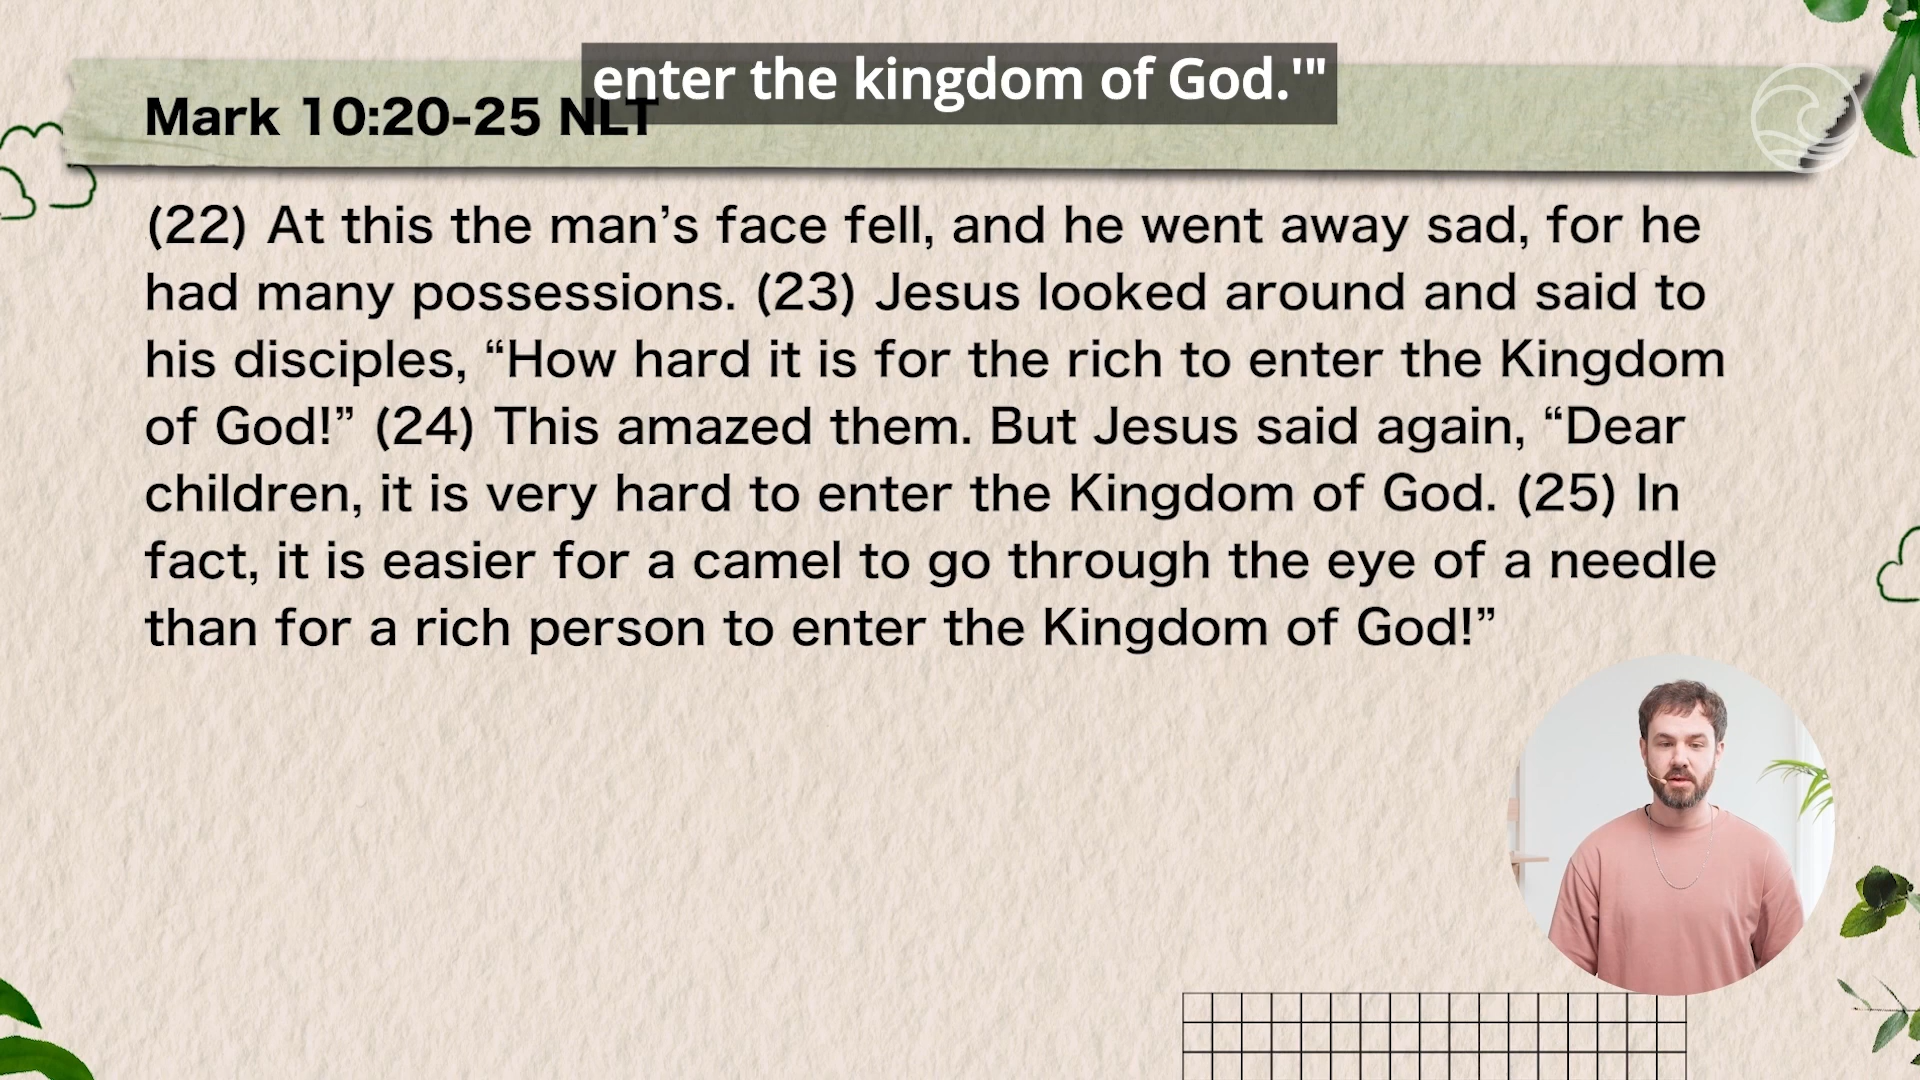 enter the kingdom of God.'"
Mark 10:20-25 NLT
(22) At this the man’s face fell, and he went away sad, for he
had many possessions. (23) Jesus looked around and said to
his disciples, “How hard it is for the rich to enter the Kingdom
of God!” (24) This amazed them. But Jesus said again, “Dear
children, it is very hard to enter the Kingdom of God. (25) In
fact, it is easier for a camel to go through the eye of a needle
than for a rich person to enter the Kingdom of God!”